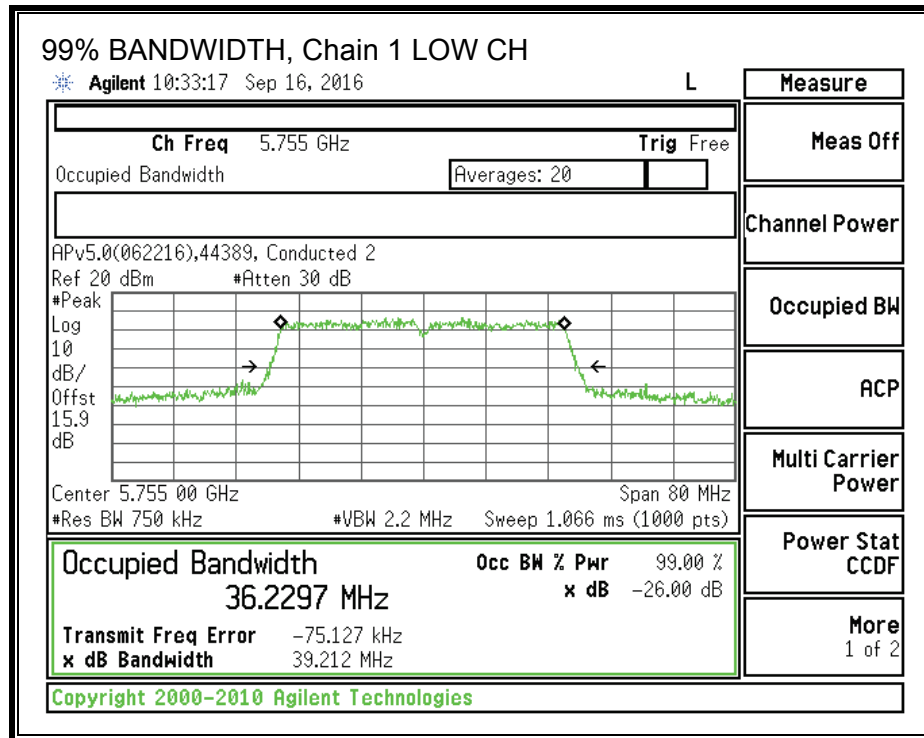 99% BANDWIDTH, Chain 1 LOW CH
Agilent 10:33:17 Sep 16, 2016 L
Ch Freq 5.755 GHz Trig Free
Occupied Bandwidth Averages: 20
APv5.0(062216),44389, Conducted 2
Ref 20 dBm #Atten 30 dB
#Peak
Log
10
dB/
Offst
15.9
dB
Center 5.755 00 GHz Span 80 MHz
#Res BW 750 kHz #VBW 2.2 MHz Sweep 1.066 ms (1000 pts)
Occupied Bandwidth Occ BW % Pwr 99.00 %
36.2297 MHz x dB -26.00 dB
Transmit Freq Error -75.127 kHz
x dB Bandwidth 39.212 MHz
Copyright 2000-2010 Agilent Technologies
Measure
Meas Off
Channel Power
Occupied BW
ACP
Multi Carrier
Power
Power Stat
CCDF
More
1 of 2